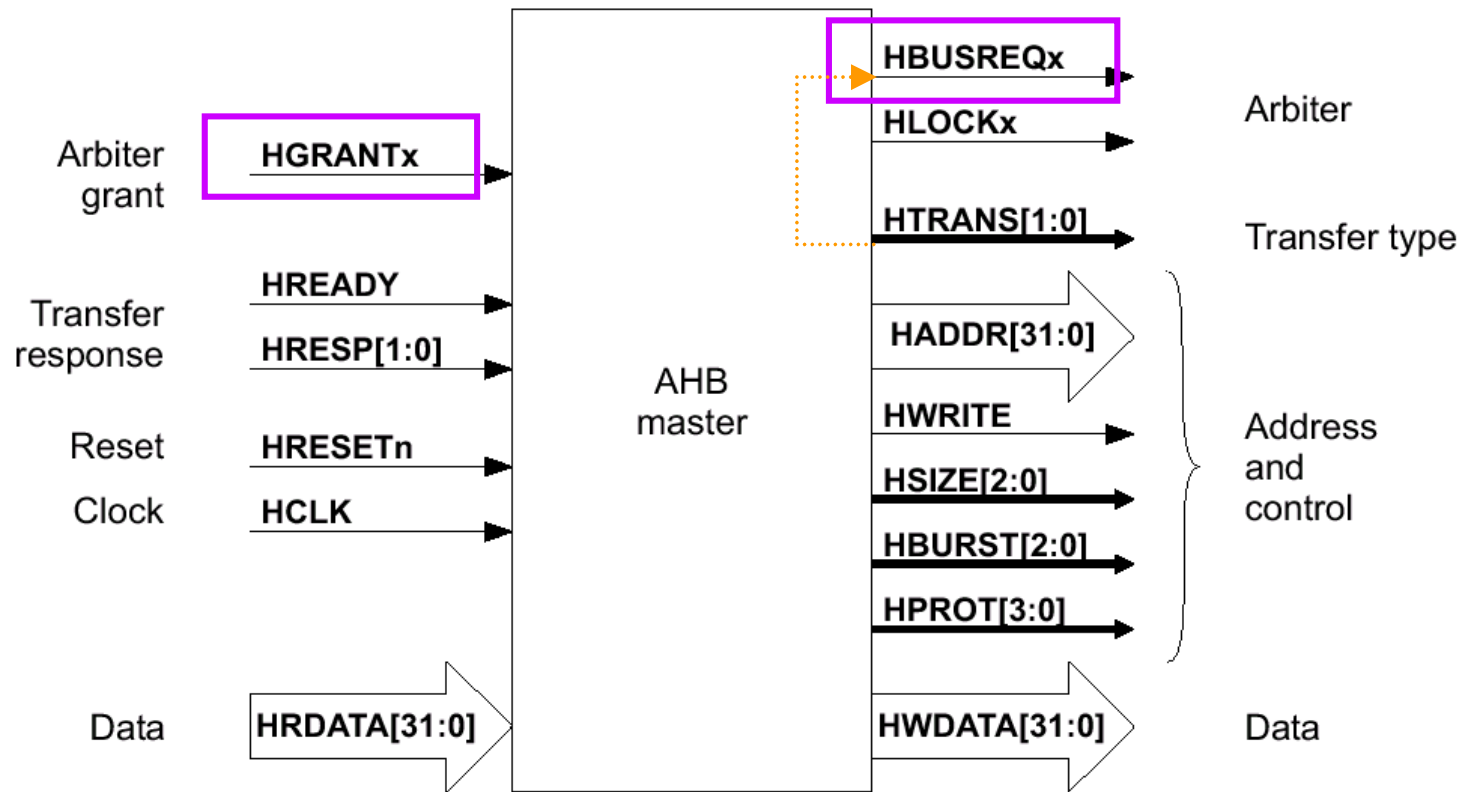 Arbiter
grant
HGRANTx
Transfer
response
HREADY
HRESP[1:0]
Reset
HRESETn
Clock
HCLK
Data
HRDATA[31:0]
AHB
master
HBUSREQx
HLOCKx
Arbiter
HTRANS[1:0]
Transfer type
HADDR[31:0]
HWRITE
HSIZE[2:0]
HBURST[2:0]
HPROT[3:0]
Address
and
control
HWDATA[31:0]
Data